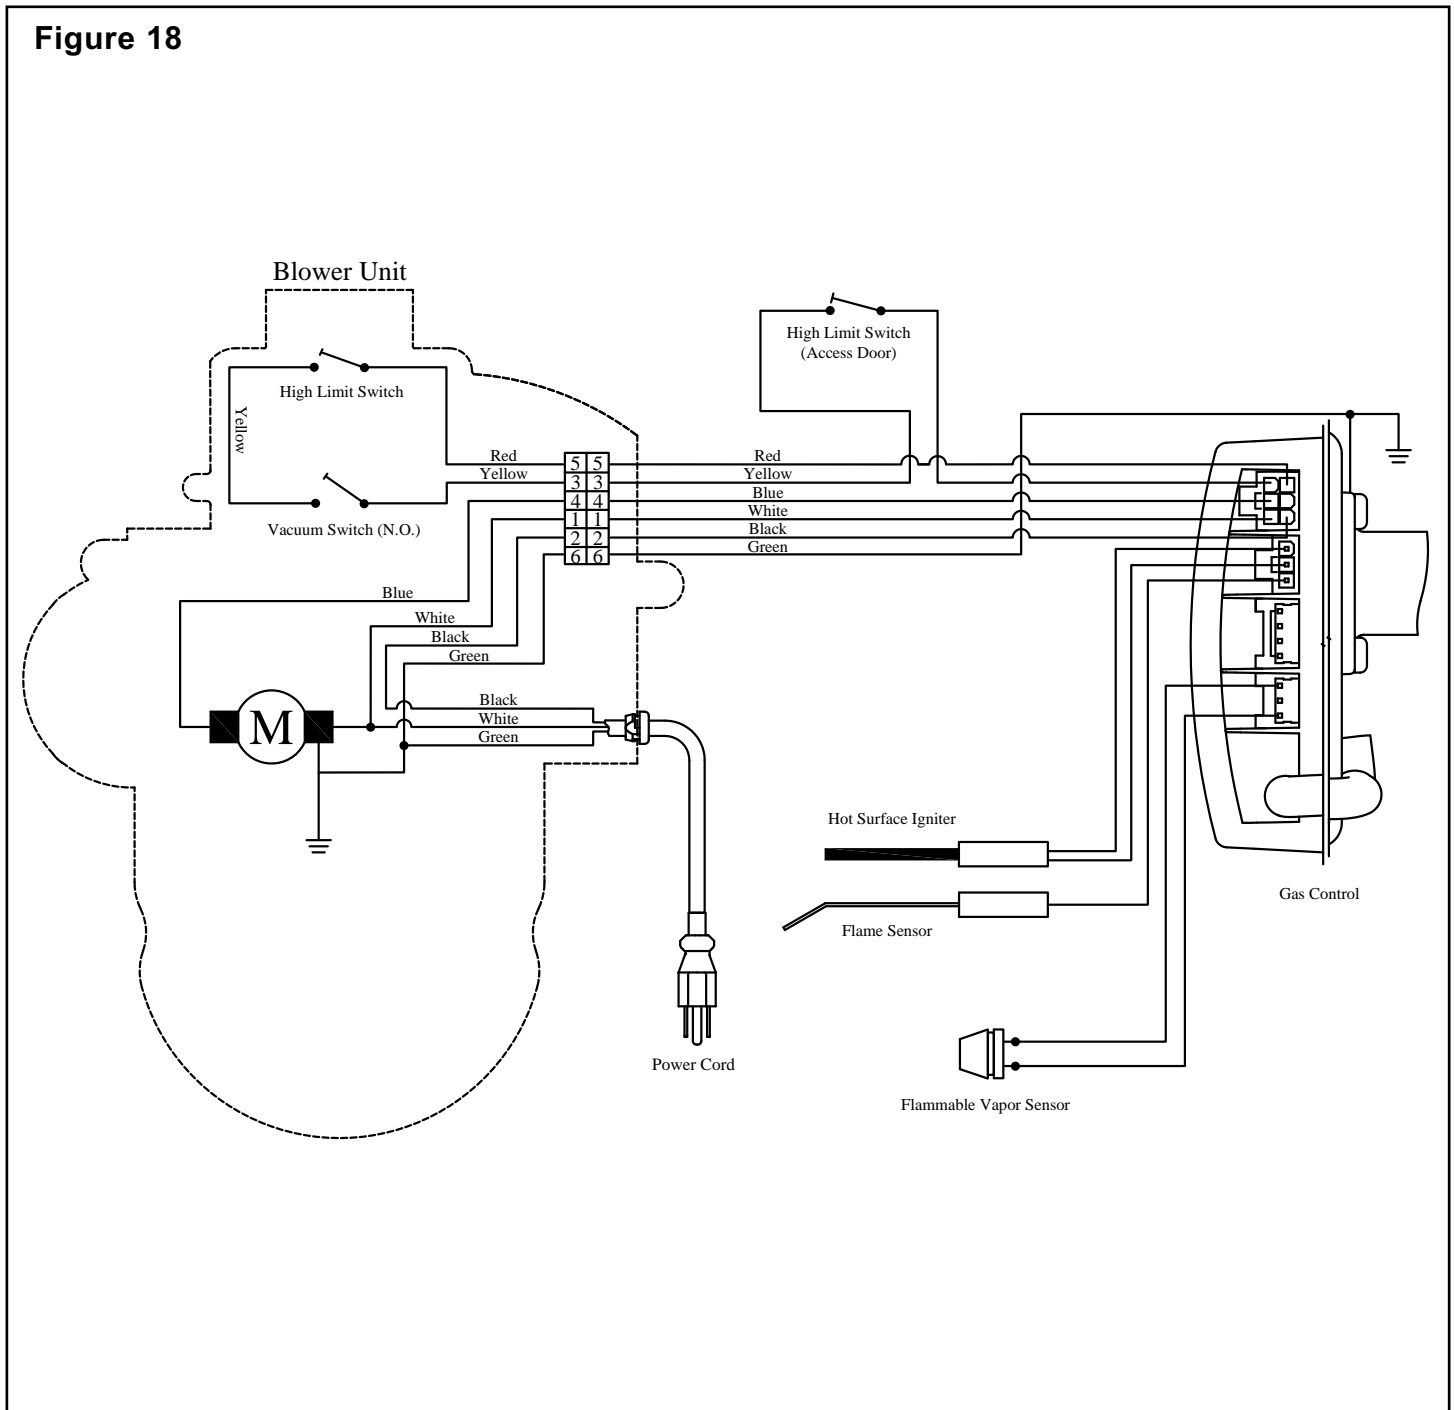 Figure 18
Blower Unit
High Limit Switch
Yellow
Vacuum Switch (N.O.)
High Limit Switch
(Access Door)
Red 5 5 Red
Yellow 3 3 Yellow
4 4 Blue
1 1 White
2 2 Black
6 6 Green
Blue
White
Black
Green
M
Black
White
Green
Hot Surface Igniter
Flame Sensor
Gas Control
Power Cord
Flammable Vapor Sensor